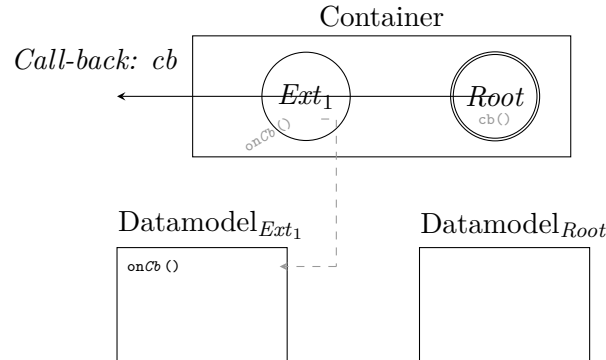 Container
Call-back: cb
Ext₁
Root
onCb()
cb()
Datamodel_Ext₁
Datamodel_Root
onCb ()